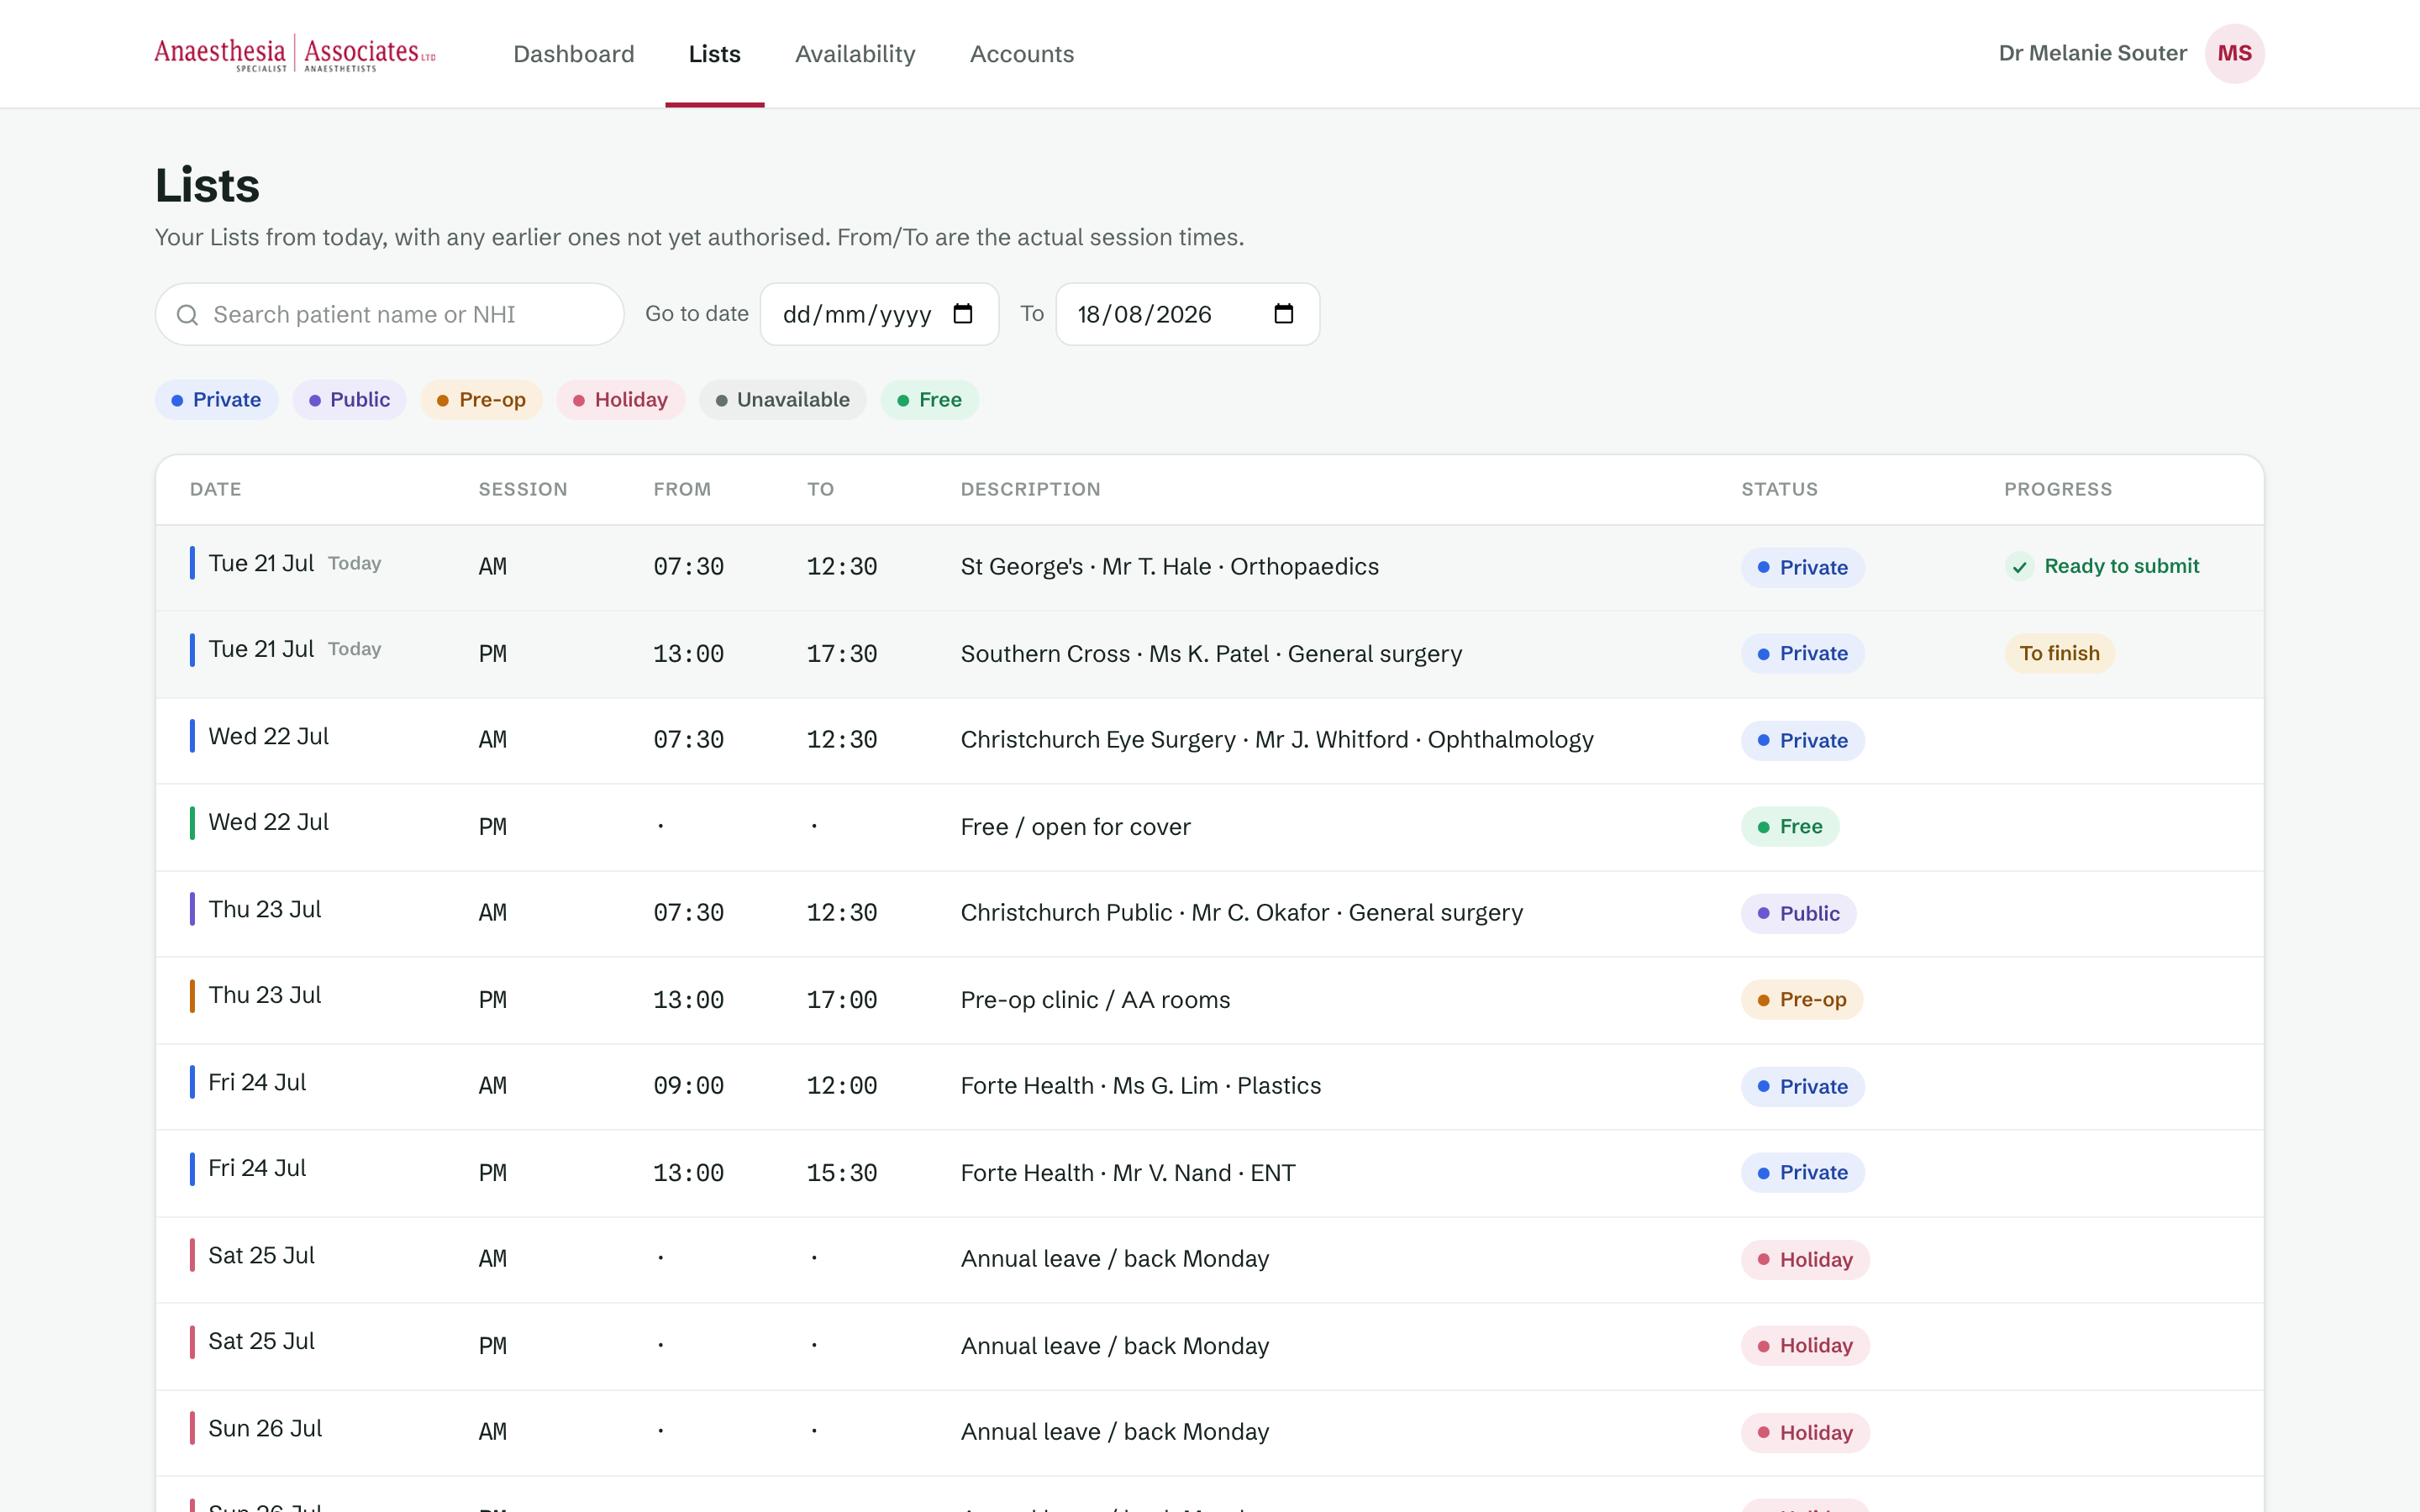 Anaesthesia | Associates LTD
SPECIALIST ANAESTHETISTS
Dashboard Lists Availability Accounts Dr Melanie Souter MS
Lists
Your Lists from today, with any earlier ones not yet authorised. From/To are the actual session times.
Search patient name or NHI Go to date dd/mm/yyyy To 18/08/2026
Private Public Pre-op Holiday Unavailable Free
DATE SESSION FROM TO DESCRIPTION STATUS PROGRESS
Tue 21 Jul Today AM 07:30 12:30 St George's · Mr T. Hale · Orthopaedics Private Ready to submit
Tue 21 Jul Today PM 13:00 17:30 Southern Cross · Ms K. Patel · General surgery Private To finish
Wed 22 Jul AM 07:30 12:30 Christchurch Eye Surgery · Mr J. Whitford · Ophthalmology Private
Wed 22 Jul PM · · Free / open for cover Free
Thu 23 Jul AM 07:30 12:30 Christchurch Public · Mr C. Okafor · General surgery Public
Thu 23 Jul PM 13:00 17:00 Pre-op clinic / AA rooms Pre-op
Fri 24 Jul AM 09:00 12:00 Forte Health · Ms G. Lim · Plastics Private
Fri 24 Jul PM 13:00 15:30 Forte Health · Mr V. Nand · ENT Private
Sat 25 Jul AM · · Annual leave / back Monday Holiday
Sat 25 Jul PM · · Annual leave / back Monday Holiday
Sun 26 Jul AM · · Annual leave / back Monday Holiday